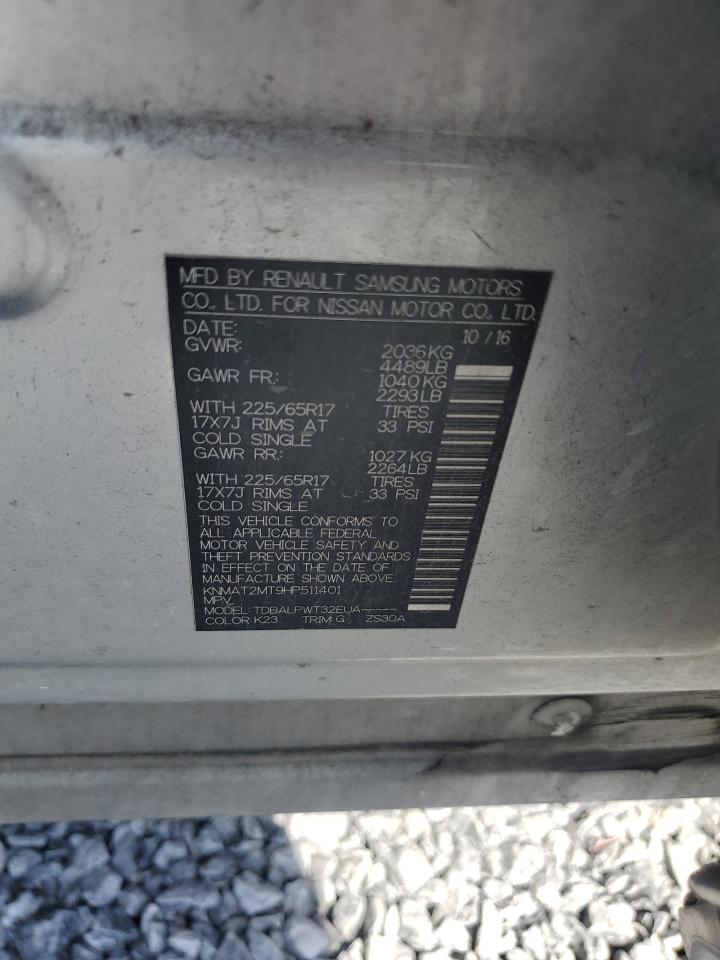 MFD BY RENAULT SAMSUNG MOTORS
CO., LTD. FOR NISSAN MOTOR CO., LTD.
DATE: 10/16
GVWR: 2036KG
4489LB
GAWR FR: 1040 KG
2293LB
WITH 225/65R17 TIRES
17X7J RIMS AT 33 PSI
COLD SINGLE
GAWR RR: 1027 KG
2264LB
WITH 225/65R17 TIRES
17X7J RIMS AT 33 PSI
COLD SINGLE
THIS VEHICLE CONFORMS TO
ALL APPLICABLE FEDERAL
MOTOR VEHICLE SAFETY AND
THEFT PREVENTION STANDARDS
IN EFFECT ON THE DATE OF
MANUFACTURE SHOWN ABOVE.
KNMAT2MT9HP511401
MPV
MODEL: TDBALPWT32EUA-----
COLOR: K23 TRIM: G ZS30A